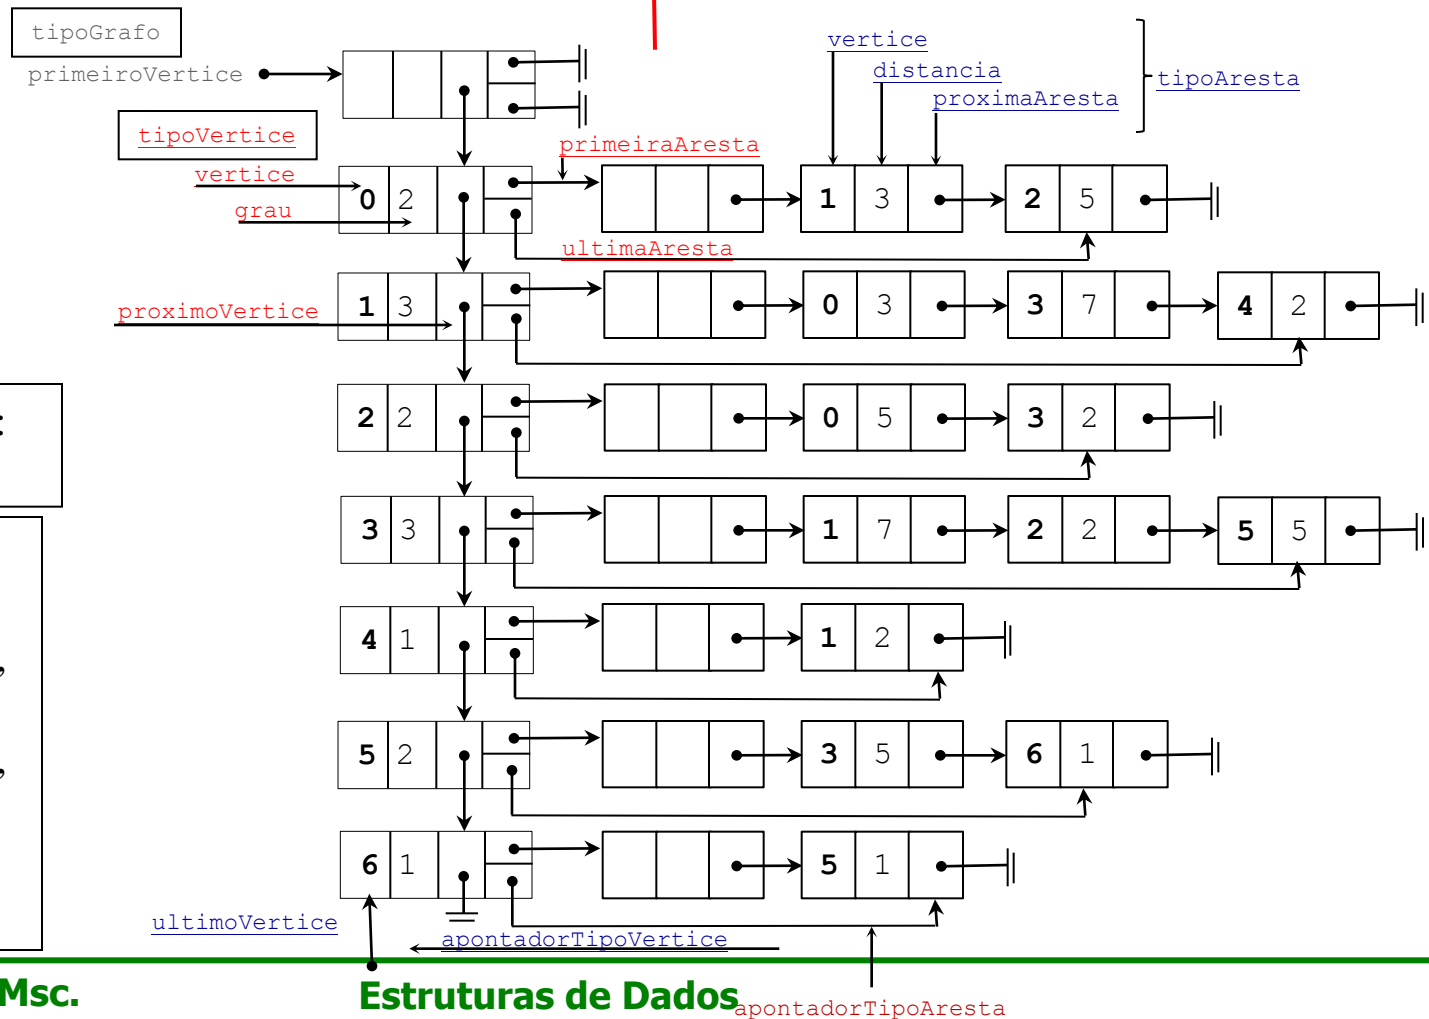 tipoGrafo
primeiroVertice
vertice
distancia
proximaAresta
tipoAresta
tipoVertice
primeiraAresta
vertice
grau
0 2
1 3
2 5
ultimaAresta
proximoVertice
1 3
0 3
3 7
4 2
:
2 2
0 5
3 2
3 3
1 7
2 2
5 5
,
4 1
1 2
,
5 2
3 5
6 1
6 1
5 1
ultimoVertice
apontadorTipoVertice
Msc.
Estruturas de Dados
apontadorTipoAresta